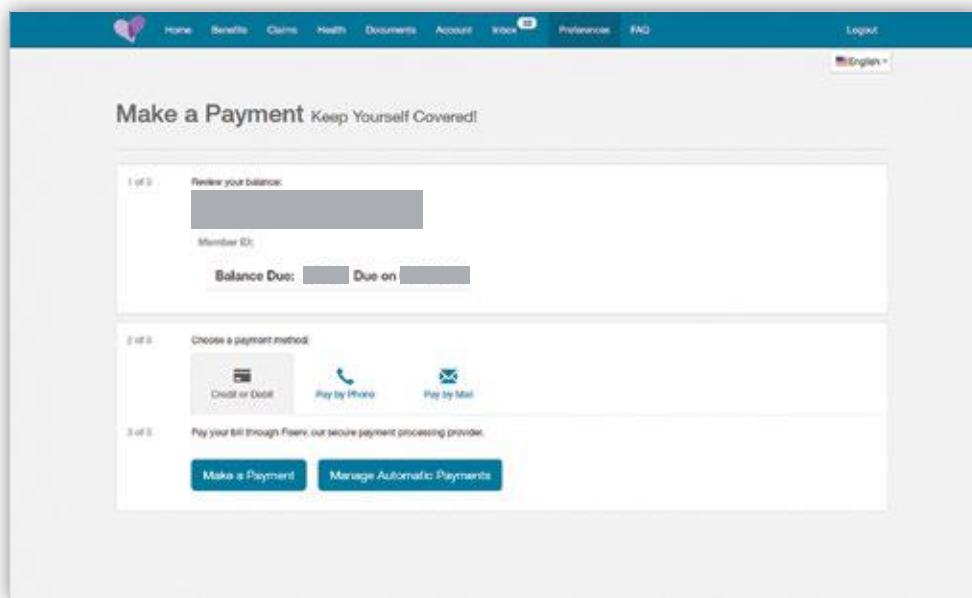 Home Benefits Claims Health Documents Account Inbox Preferences FAQ Logout
English
Make a Payment Keep Yourself Covered!
1 of 3 Review your balance:
Member ID:
Balance Due: Due on
2 of 3 Choose a payment method:
Credit or Debit Pay by Phone Pay by Mail
3 of 3 Pay your bill through Fiserv, our secure payment processing provider.
Make a Payment Manage Automatic Payments